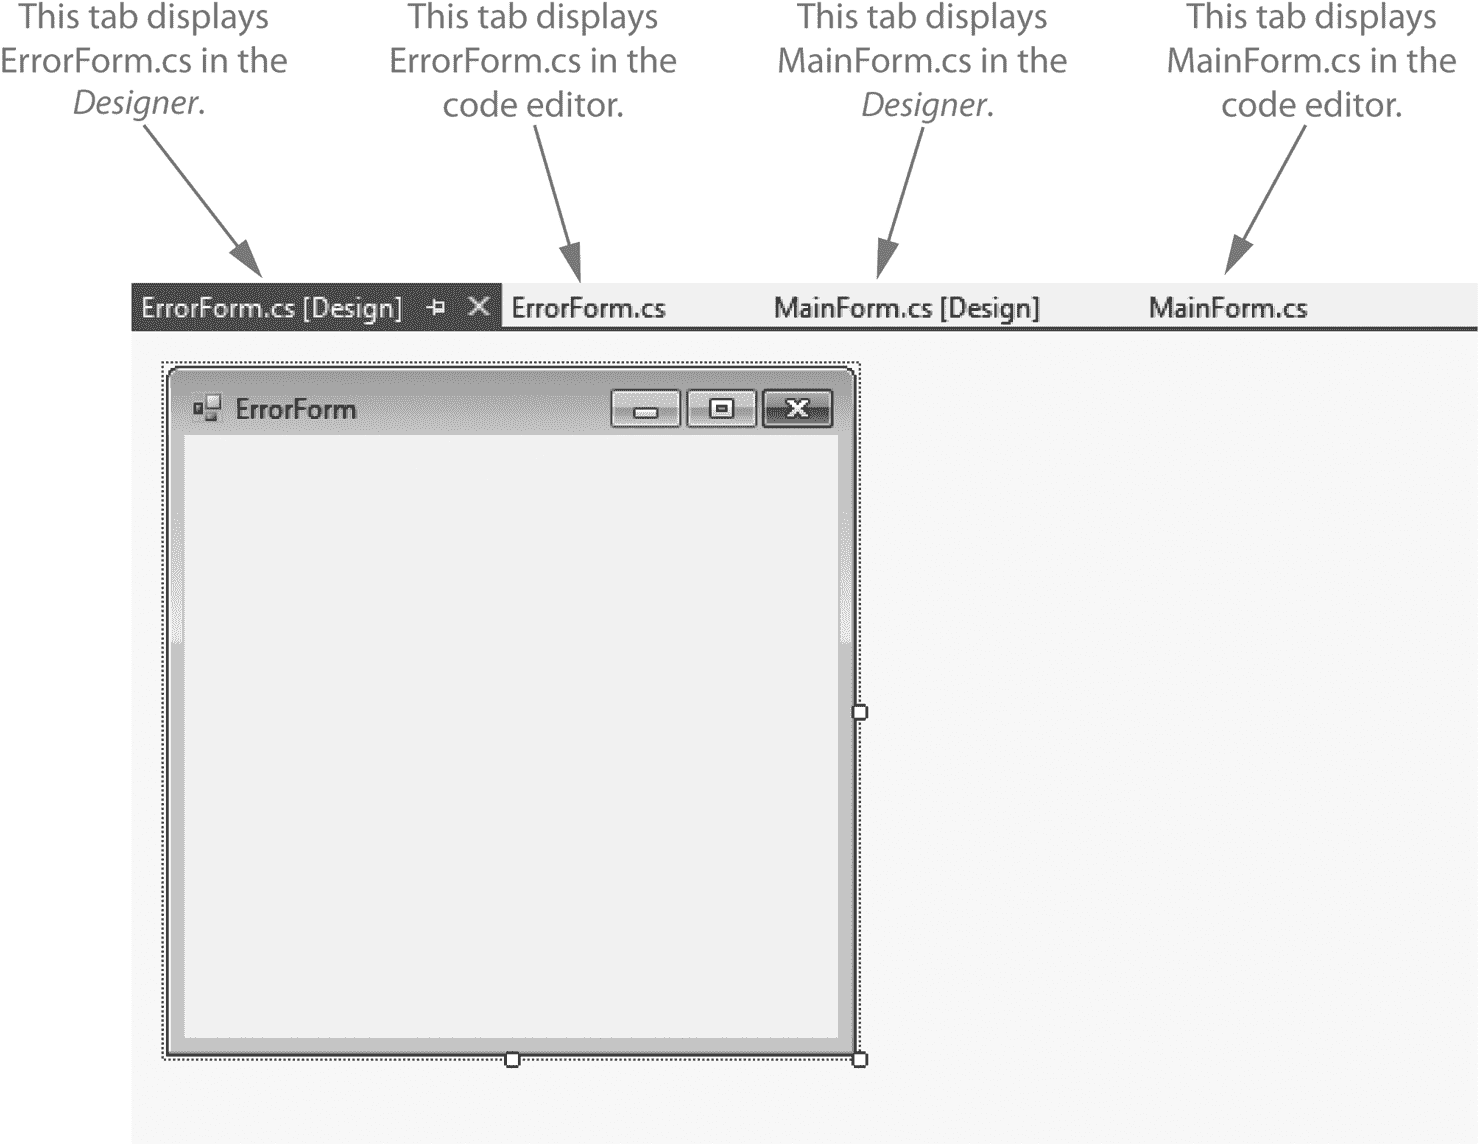 This tab displays
ErrorForm.cs in the
Designer.
This tab displays
ErrorForm.cs in the
code editor.
This tab displays
MainForm.cs in the
Designer.
This tab displays
MainForm.cs in the
code editor.
ErrorForm.cs [Design]
ErrorForm.cs
MainForm.cs [Design]
MainForm.cs
ErrorForm